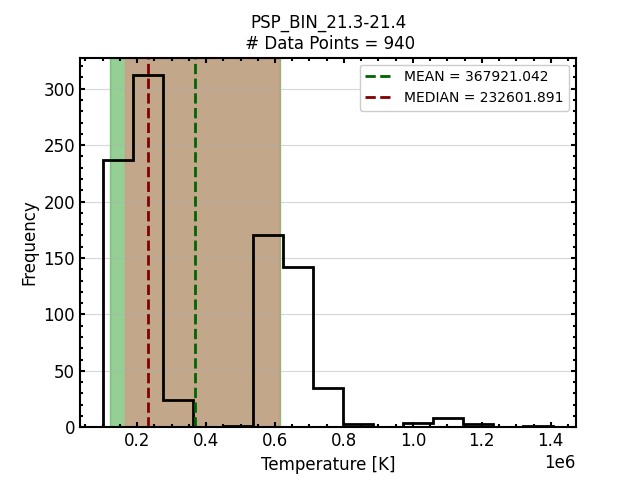 PSP_BIN_21.3-21.4
# Data Points = 940
MEAN = 367921.042
MEDIAN = 232601.891
Frequency
300
250
200
150
100
50
0
0.2 0.4 0.6 0.8 1.0 1.2 1.4
1e6
Temperature [K]